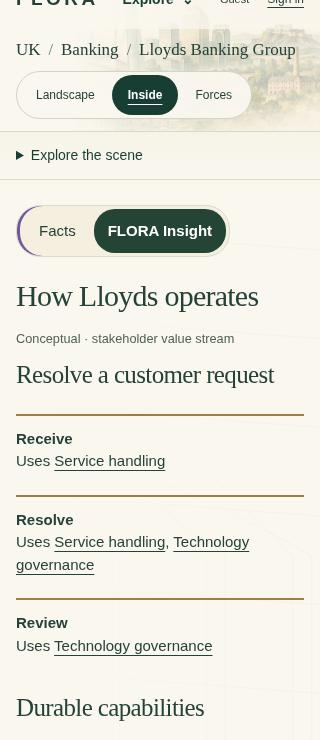 FLORA Explore Guest Sign in
UK / Banking / Lloyds Banking Group
Landscape Inside Forces
Explore the scene
Facts FLORA Insight
How Lloyds operates
Conceptual · stakeholder value stream
Resolve a customer request
Receive
Uses Service handling
Resolve
Uses Service handling, Technology
governance
Review
Uses Technology governance
Durable capabilities